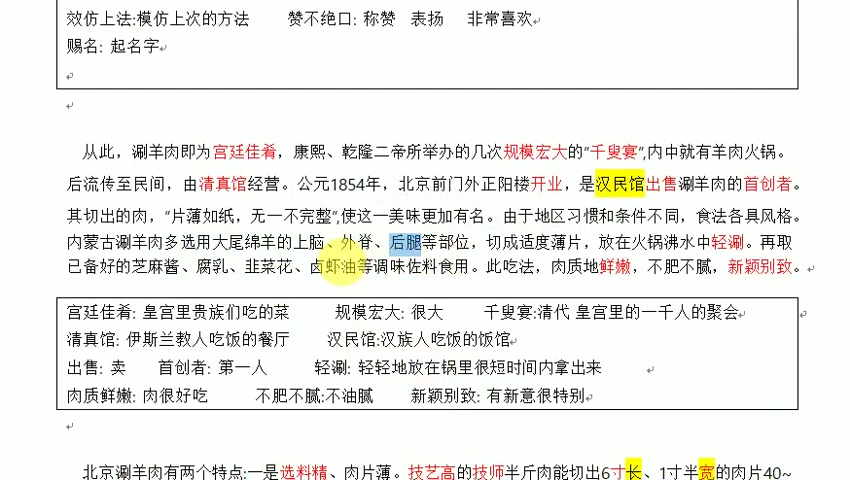 效仿上法:模仿上次的方法 赞不绝口: 称赞 表扬 非常喜欢
赐名: 起名字
从此，涮羊肉即为宫廷佳肴，康熙、乾隆二帝所举办的几次规模宏大的"千叟宴",内中就有羊肉火锅。
后流传至民间，由清真馆经营。公元1854年，北京前门外正阳楼开业，是汉民馆出售涮羊肉的首创者。
其切出的肉，"片薄如纸，无一不完整",使这一美味更加有名。由于地区习惯和条件不同，食法各具风格。
内蒙古涮羊肉多选用大尾绵羊的上脑、外脊、后腿等部位，切成适度薄片，放在火锅沸水中轻涮。再取
已备好的芝麻酱、腐乳、韭菜花、卤虾油等调味佐料食用。此吃法，肉质地鲜嫩，不肥不腻，新颖别致。
宫廷佳肴: 皇宫里贵族们吃的菜 规模宏大: 很大 千叟宴:清代 皇宫里的一千人的聚会
清真馆: 伊斯兰教人吃饭的餐厅 汉民馆:汉族人吃饭的饭馆
出售: 卖 首创者: 第一人 轻涮: 轻轻地放在锅里很短时间内拿出来
肉质鲜嫩: 肉很好吃 不肥不腻:不油腻 新颖别致: 有新意很特别
北京涮羊肉有两个特点:一是选料精、肉片薄。技艺高的技师半斤肉能切出6寸长、1寸半宽的肉片40~